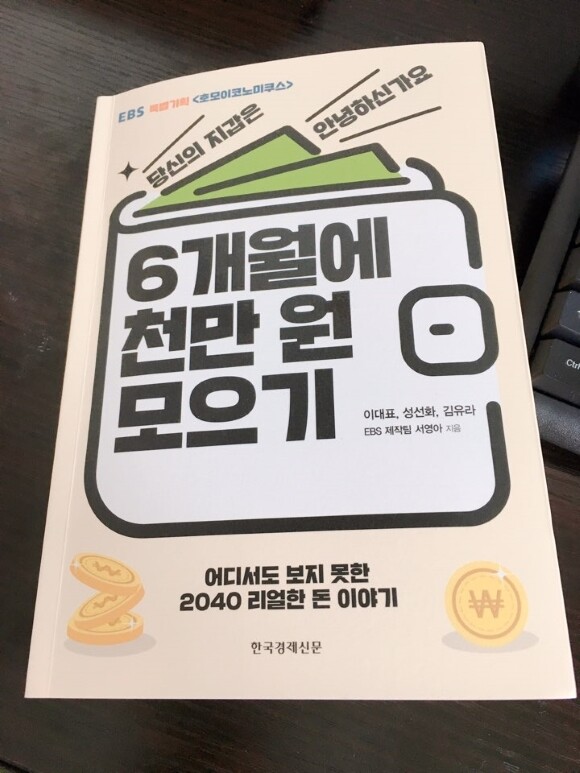 EBS 특별기획 <호모이코노미쿠스>
당신의 지갑은 안녕하신가요
6개월에
천만 원
모으기
이대표, 성선화, 김유라
EBS 제작팀 서영아 지음
어디서도 보지 못한
2040 리얼한 돈 이야기
₩
한국경제신문
Ctrl